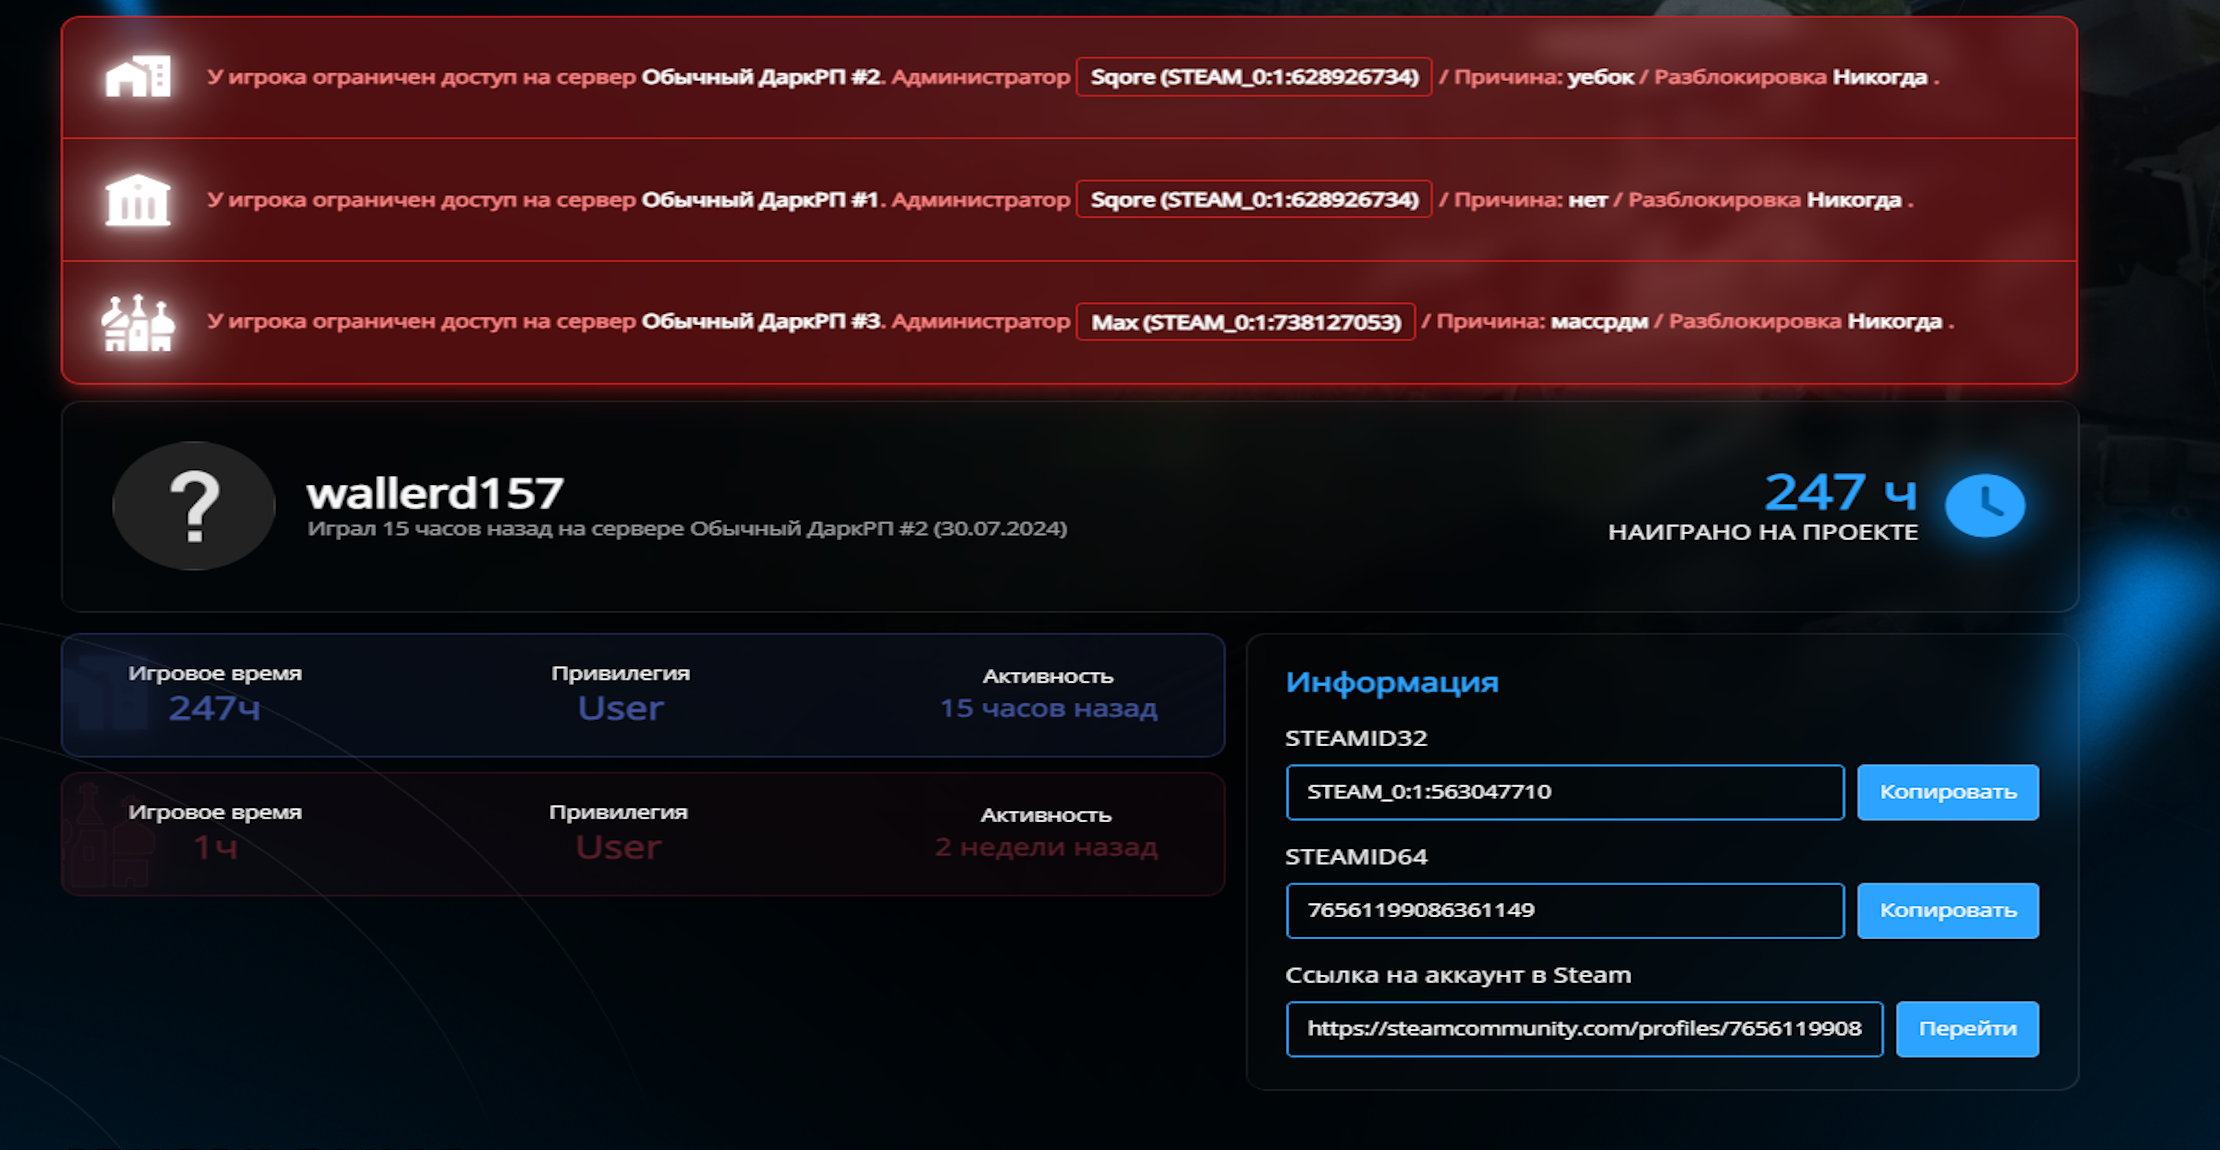 У игрока ограничен доступ на сервер Обычный ДаркРП #2. Администратор Sqore (STEAM_0:1:628926734) / Причина: уебок / Разблокировка Никогда .
У игрока ограничен доступ на сервер Обычный ДаркРП #1. Администратор Sqore (STEAM_0:1:628926734) / Причина: нет / Разблокировка Никогда .
У игрока ограничен доступ на сервер Обычный ДаркРП #3. Администратор Max (STEAM_0:1:738127053) / Причина: массрдм / Разблокировка Никогда .
?
wallerd157
Играл 15 часов назад на сервере Обычный ДаркРП #2 (30.07.2024)
247 ч
НАИГРАНО НА ПРОЕКТЕ
Игровое время Привилегия Активность
247ч User 15 часов назад
Игровое время Привилегия Активность
1ч User 2 недели назад
Информация
STEAMID32
STEAM_0:1:563047710 Копировать
STEAMID64
76561199086361149 Копировать
Ссылка на аккаунт в Steam
https://steamcommunity.com/profiles/7656119908 Перейти